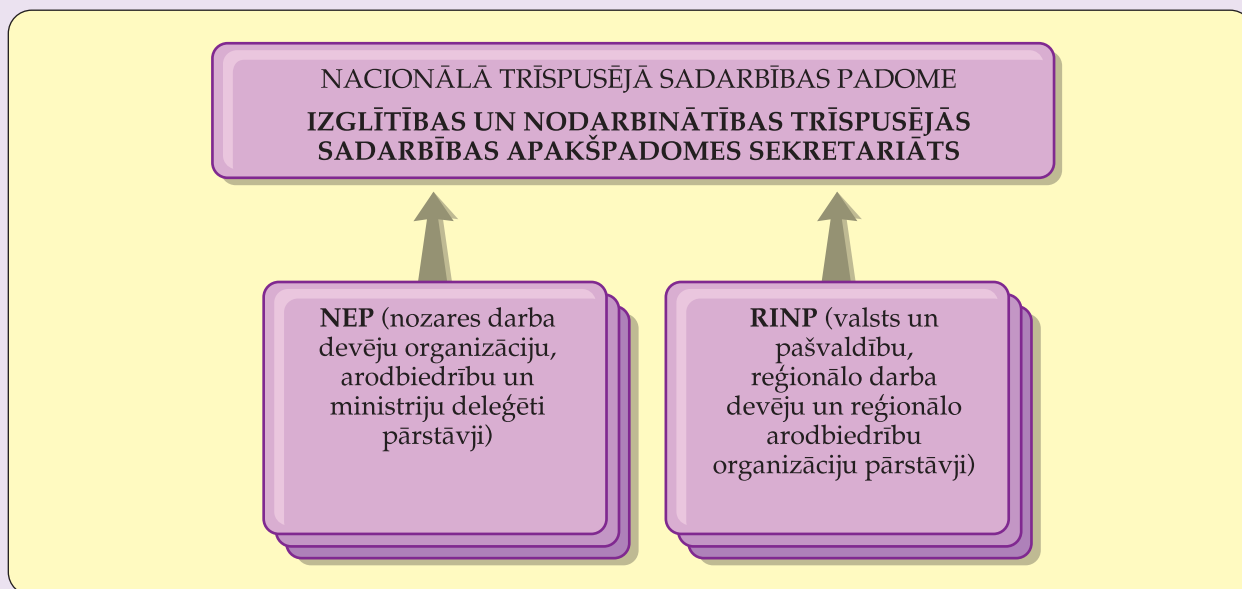 NACIONĀLĀ TRĪSPUSĒJĀ SADARBĪBAS PADOME
IZGLĪTĪBAS UN NODARBINĀTĪBAS TRĪSPUSĒJĀS
SADARBĪBAS APAKŠPADOMES SEKRETARIĀTS
NEP (nozares darba
devēju organizāciju,
arodbiedrību un
ministriju deleģēti
pārstāvji)
RINP (valsts un
pašvaldību,
reģionālo darba
devēju un reģionālo
arodbiedrību
organizāciju pārstāvji)